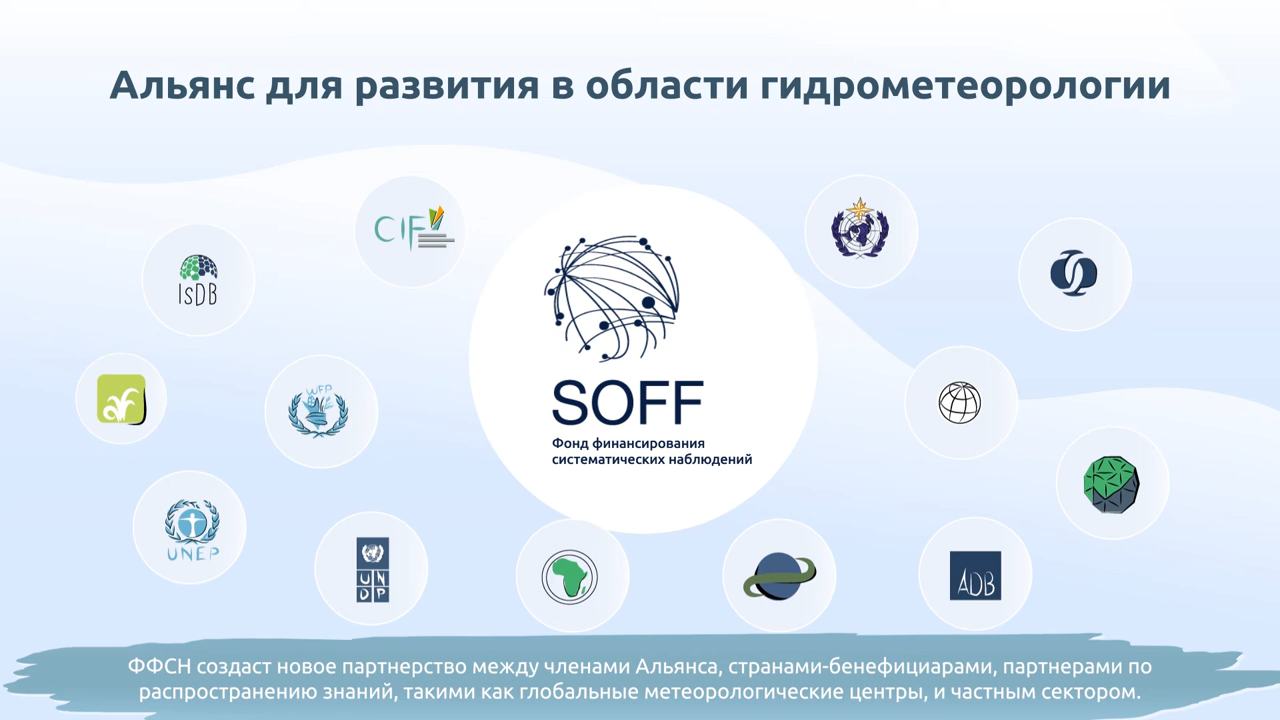 Альянс для развития в области гидрометеорологии
CIF
IsDB
WFP
SOFF
Фонд финансирования
систематических наблюдений
UNEP
UN
DP
ADB
ФФСН создаст новое партнерство между членами Альянса, странами-бенефициарами, партнерами по
распространению знаний, такими как глобальные метеорологические центры, и частным сектором.